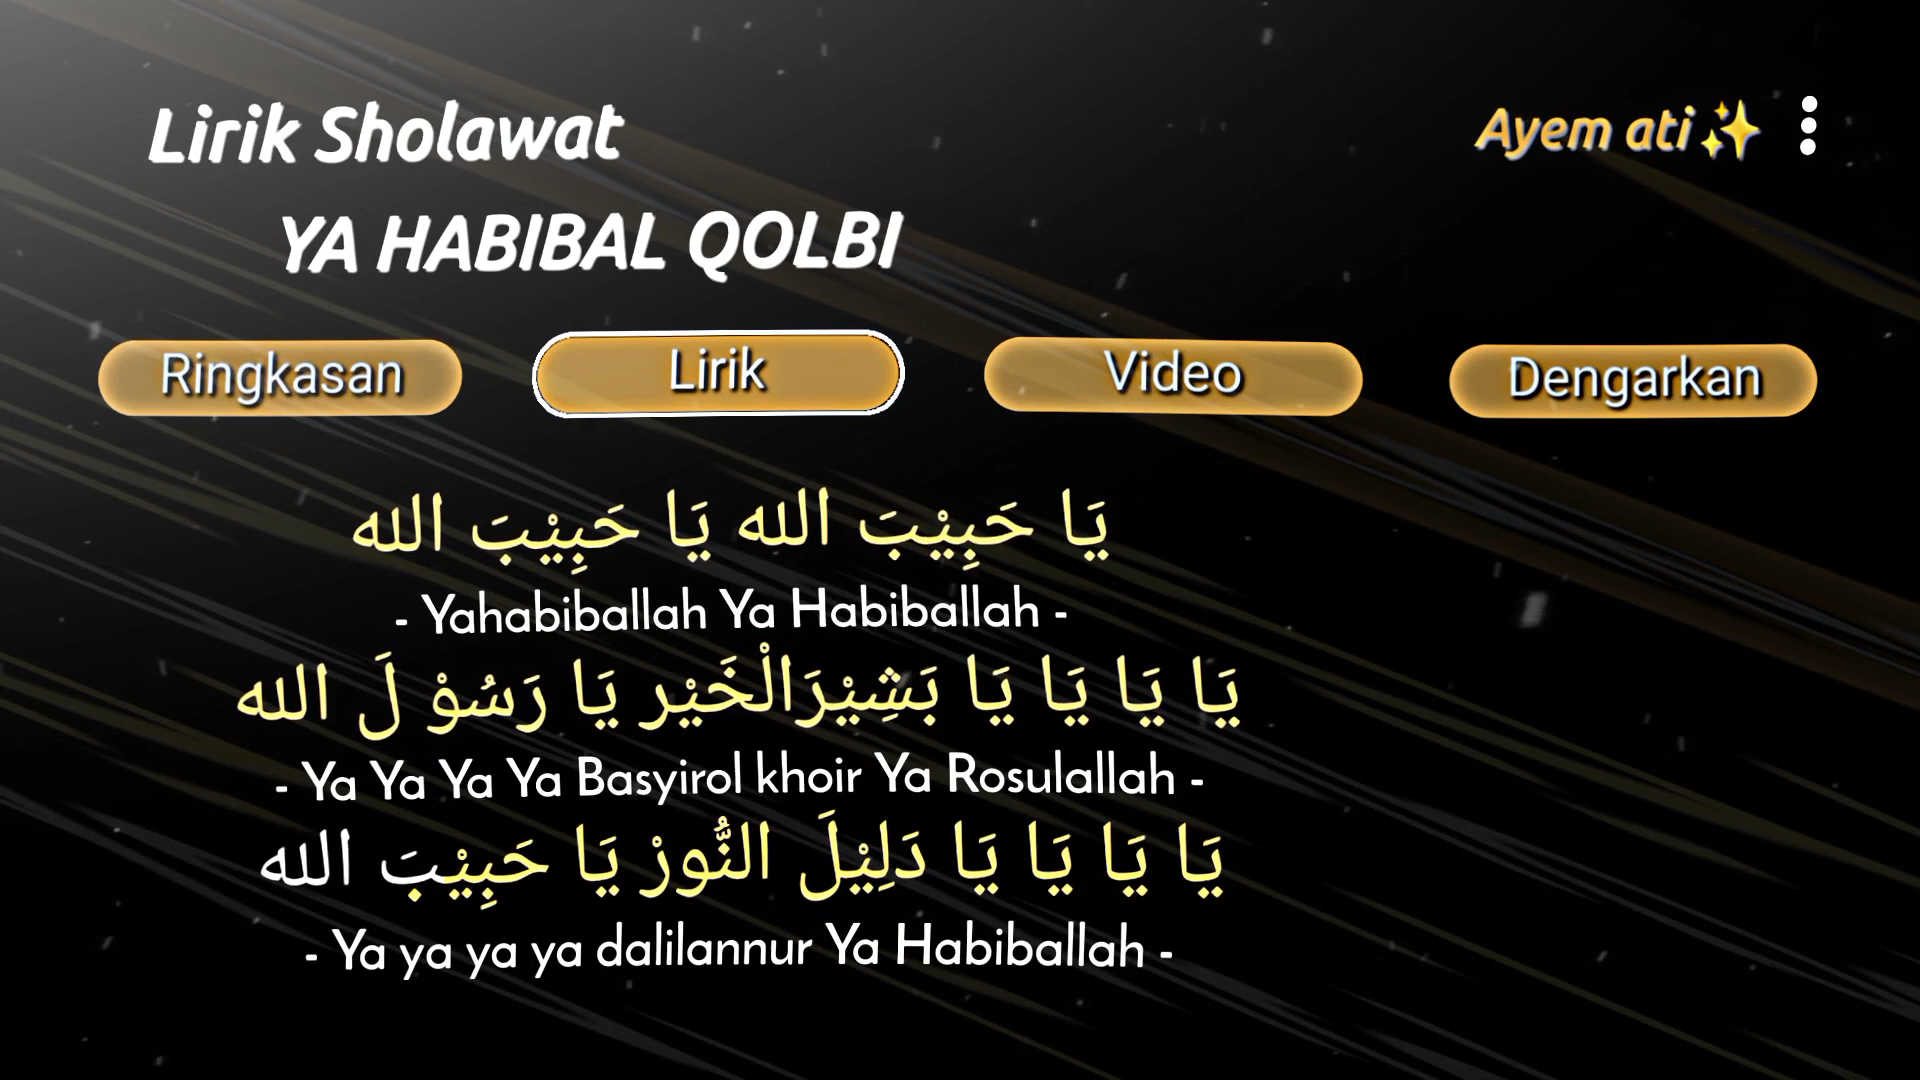 Lirik Sholawat
Ayem ati✨
YA HABIBAL QOLBI
Ringkasan
Lirik
Video
Dengarkan
يَا حَبِيْبَ الله يَا حَبِيْبَ الله
- Yahabiballah Ya Habiballah -
يَا يَا يَا يَا بَشِيْرَالْخَيْر يَا رَسُوْ لَ الله
- Ya Ya Ya Ya Basyirol khoir Ya Rosulallah -
يَا يَا يَا يَا دَلِيْلَ النُّورْ يَا حَبِيْبَ الله
- Ya ya ya ya dalilannur Ya Habiballah -